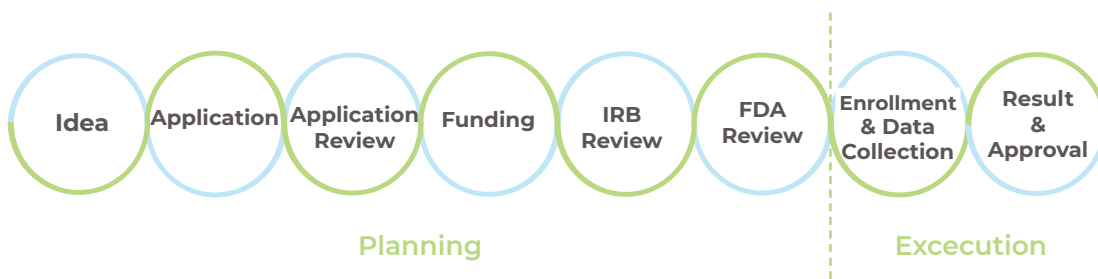 Idea
Application
Application
Review
Funding
IRB
Review
FDA
Review
Enrollment
& Data
Collection
Result
&
Approval
Planning
Excecution